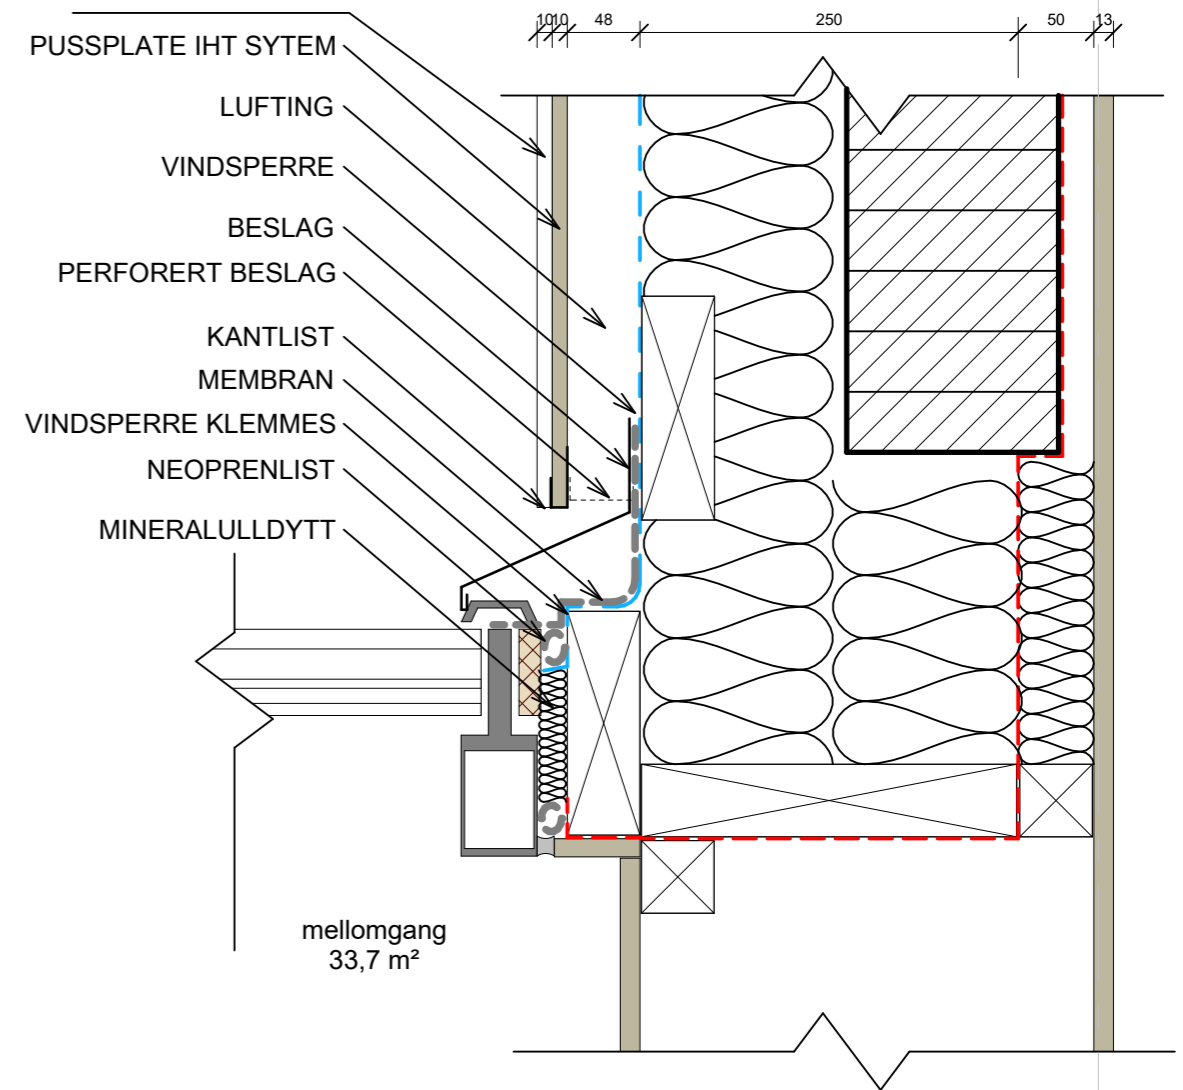 10 10 48 250 50 13
PUSSPLATE IHT SYTEM
LUFTING
VINDSPERRE
BESLAG
PERFORERT BESLAG
KANTLIST
MEMBRAN
VINDSPERRE KLEMMES
NEOPRENLIST
MINERALULLDYTT
mellomgang
33,7 m²